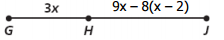 3x 9x – 8(x – 2)
G H J